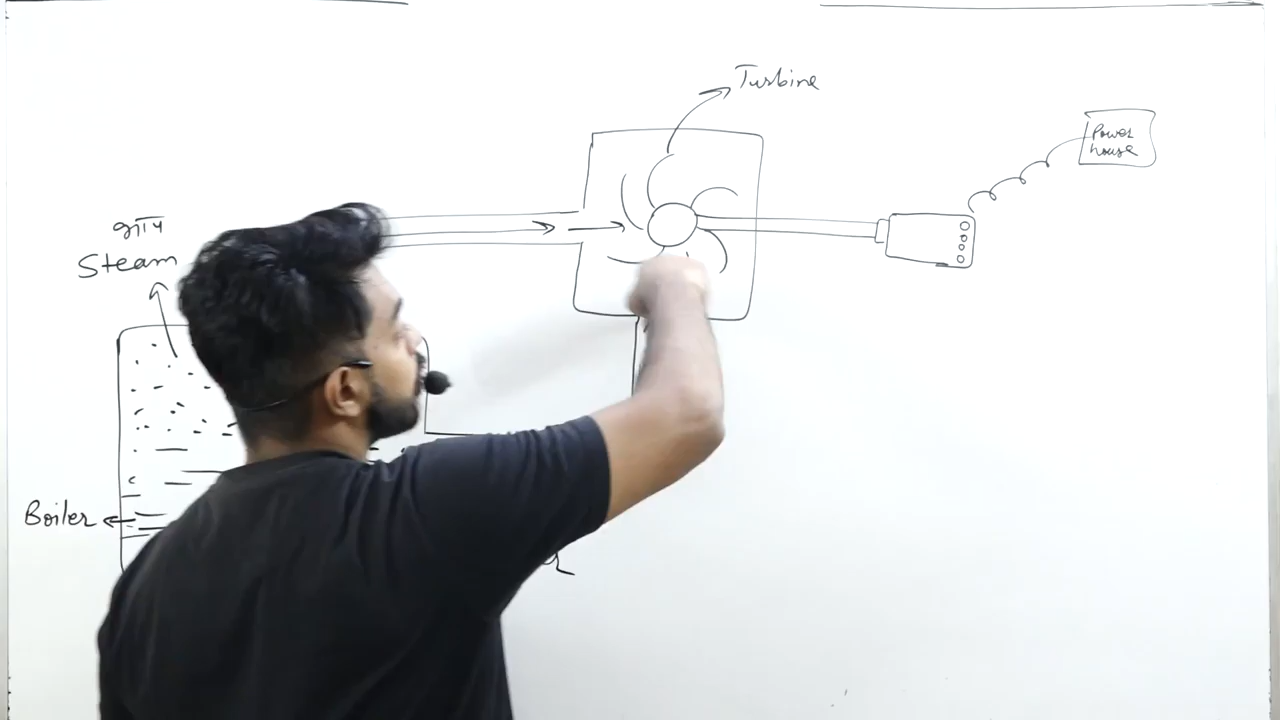 Turbine
Power
house
भाप
Steam
Boiler